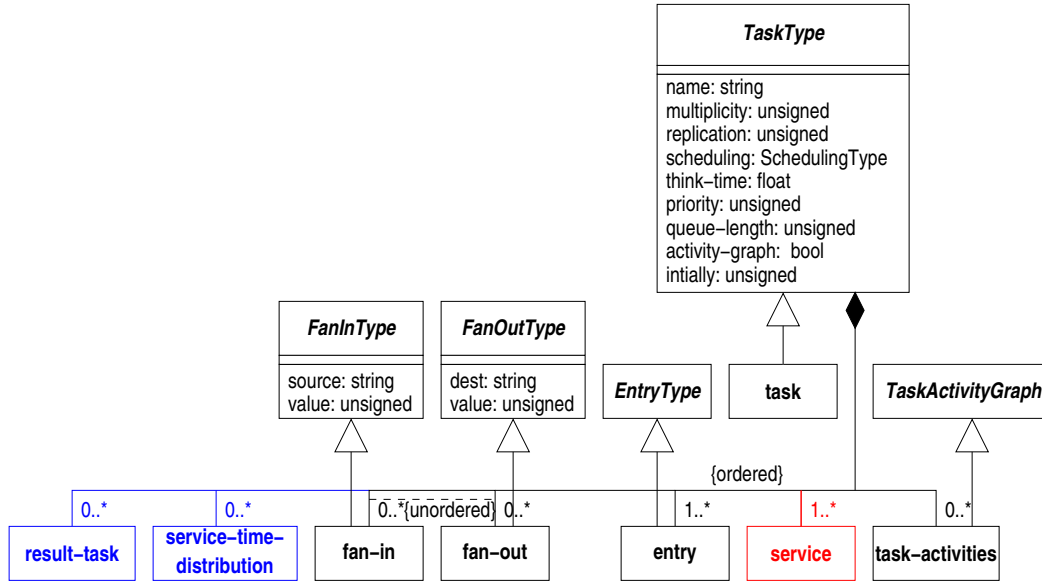 TaskType
name: string
multiplicity: unsigned
replication: unsigned
scheduling: SchedulingType
think-time: float
priority: unsigned
queue-length: unsigned
activity-graph: bool
intially: unsigned
FanInType
source: string
value: unsigned
FanOutType
dest: string
value: unsigned
EntryType
task
TaskActivityGraph
{ordered}
0..*
0..*
0..*
{unordered}
0..*
1..*
1..*
0..*
result-task
service-time-
distribution
fan-in
fan-out
entry
service
task-activities